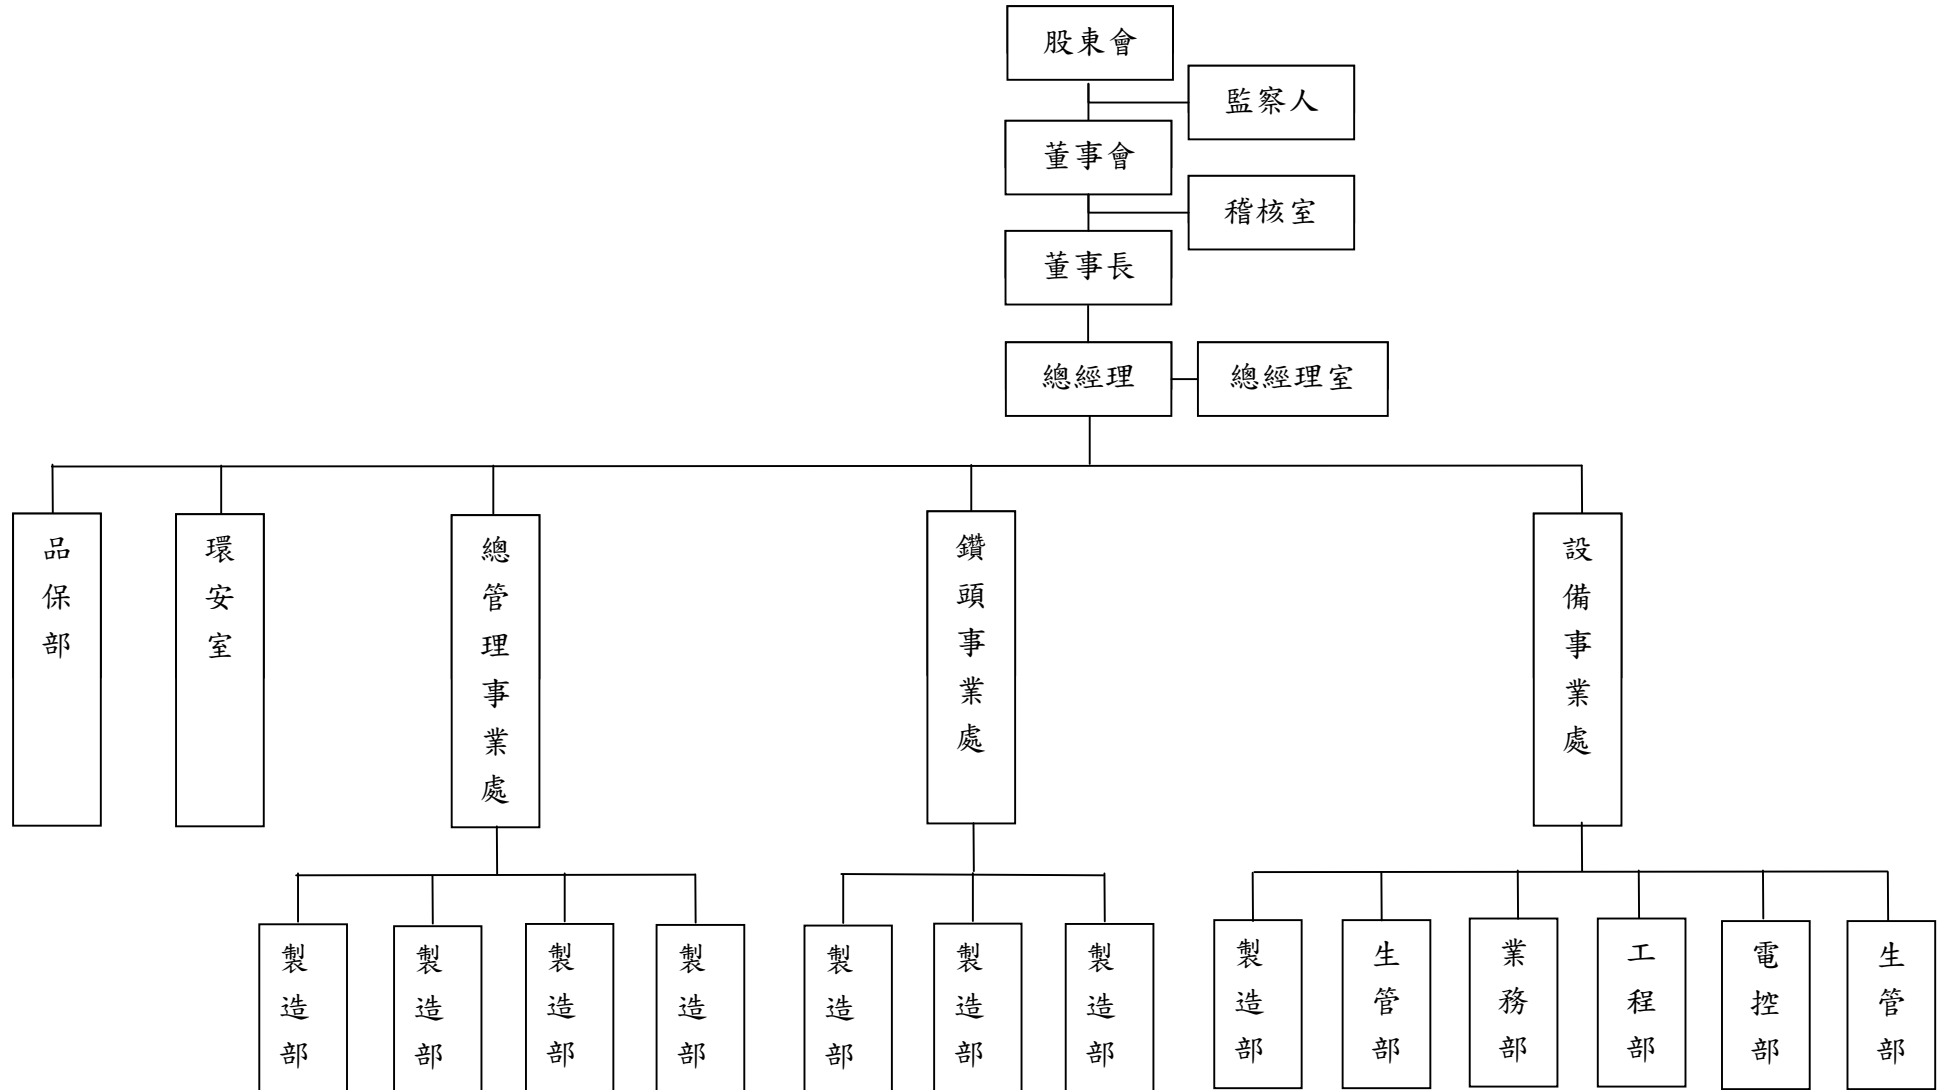 股東會
監察人
董事會
稽核室
董事長
總經理
總經理室
品保部
環安室
總管理事業處
鑽頭事業處
設備事業處
製造部
製造部
製造部
製造部
製造部
製造部
製造部
製造部
生管部
業務部
工程部
電控部
生管部